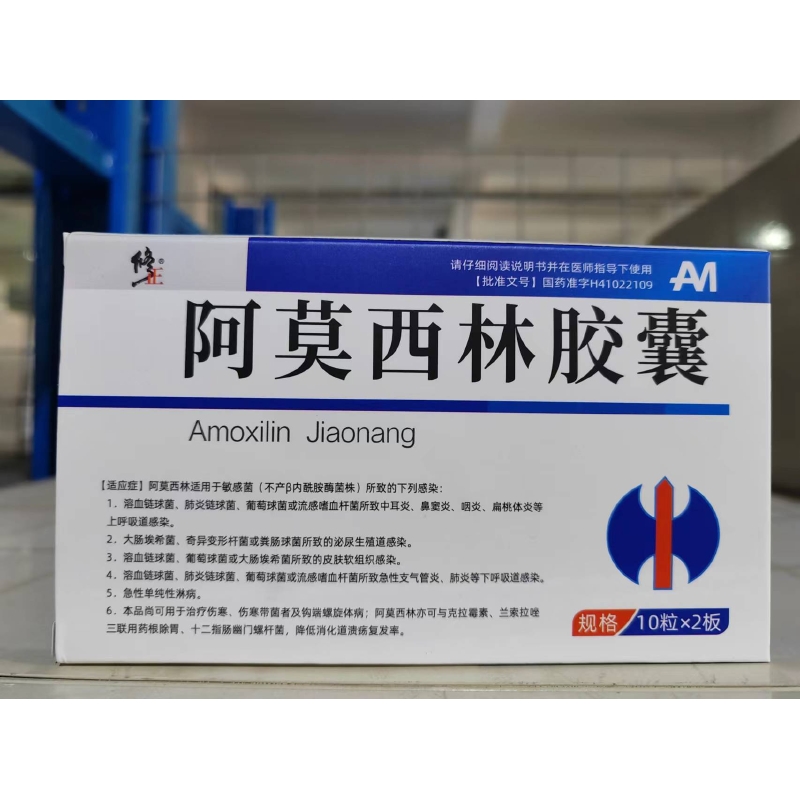 修正®
请仔细阅读说明书并在医师指导下使用
【批准文号】国药准字H41022109
AM
阿莫西林胶囊
Amoxilin Jiaonang
【适应症】阿莫西林适用于敏感菌（不产β内酰胺酶菌株）所致的下列感染：
1．溶血链球菌、肺炎链球菌、葡萄球菌或流感嗜血杆菌所致中耳炎、鼻窦炎、咽炎、扁桃体炎等
上呼吸道感染。
2．大肠埃希菌、奇异变形杆菌或粪肠球菌所致的泌尿生殖道感染。
3．溶血链球菌、葡萄球菌或大肠埃希菌所致的皮肤软组织感染。
4．溶血链球菌、肺炎链球菌、葡萄球菌或流感嗜血杆菌所致急性支气管炎、肺炎等下呼吸道感染。
5．急性单纯性淋病。
6．本品尚可用于治疗伤寒、伤寒带菌者及钩端螺旋体病；阿莫西林亦可与克拉霉素、兰索拉唑
三联用药根除胃、十二指肠幽门螺杆菌，降低消化道溃疡复发率。
规格 10粒×2板